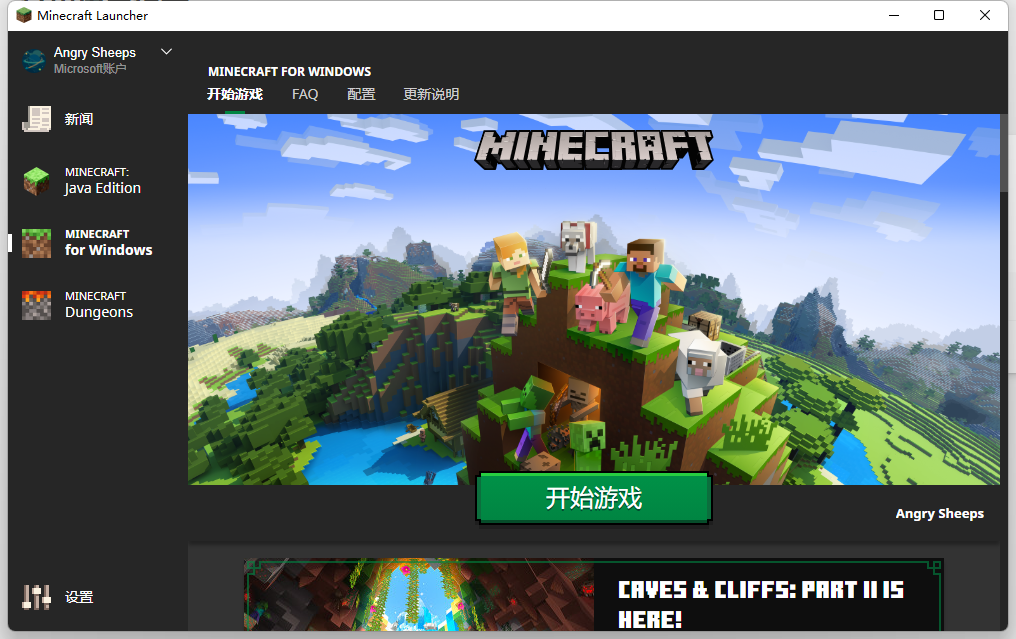 Minecraft Launcher
Angry Sheeps
Microsoft账户
新闻
MINECRAFT:
Java Edition
MINECRAFT
for Windows
MINECRAFT
Dungeons
设置
MINECRAFT FOR WINDOWS
开始游戏 FAQ 配置 更新说明
MINECRAFT
开始游戏
Angry Sheeps
CAVES & CLIFFS: PART II IS
HERE!